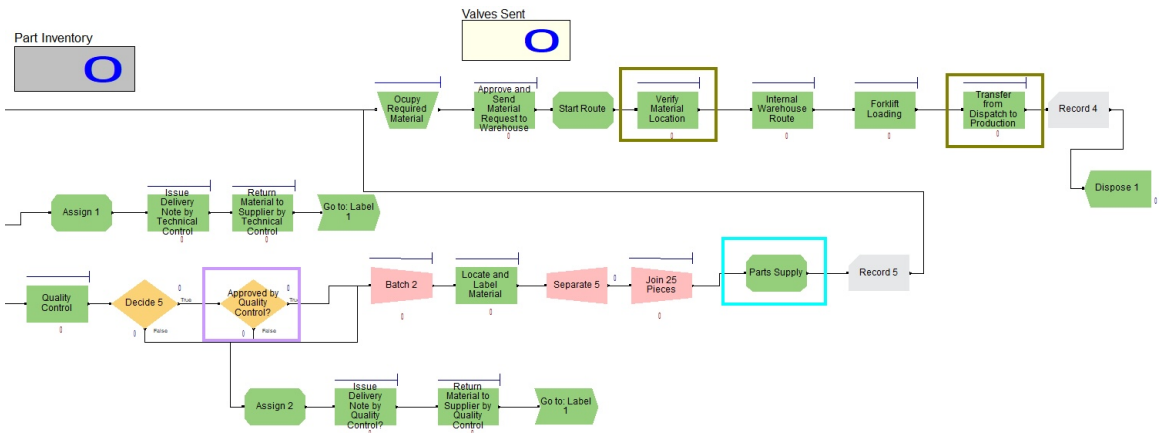 Valves Sent
0
Part Inventory
0
Ocupy
Required
Material
Approve and
Send
Material
Request to
Warehouse
Start Route
Verify
Material
Location
Internal
Warehouse
Route
Forklift
Loading
Transfer
from
Dispatch to
Production
Record 4
Dispose 1
Assign 1
Issue
Delivery
Note by
Technical
Control
Return
Material to
Supplier by
Technical
Control
Go to: Label
1
Quality
Control
Decide 5
True
False
Approved by
Quality
Control?
True
False
Batch 2
Locate and
Label
Material
Separate 5
Join 25
Pieces
Parts Supply
Record 5
Assign 2
Issue
Delivery
Note by
Quality
Control?
Return
Material to
Supplier by
Quality
Control
Go to: Label
1